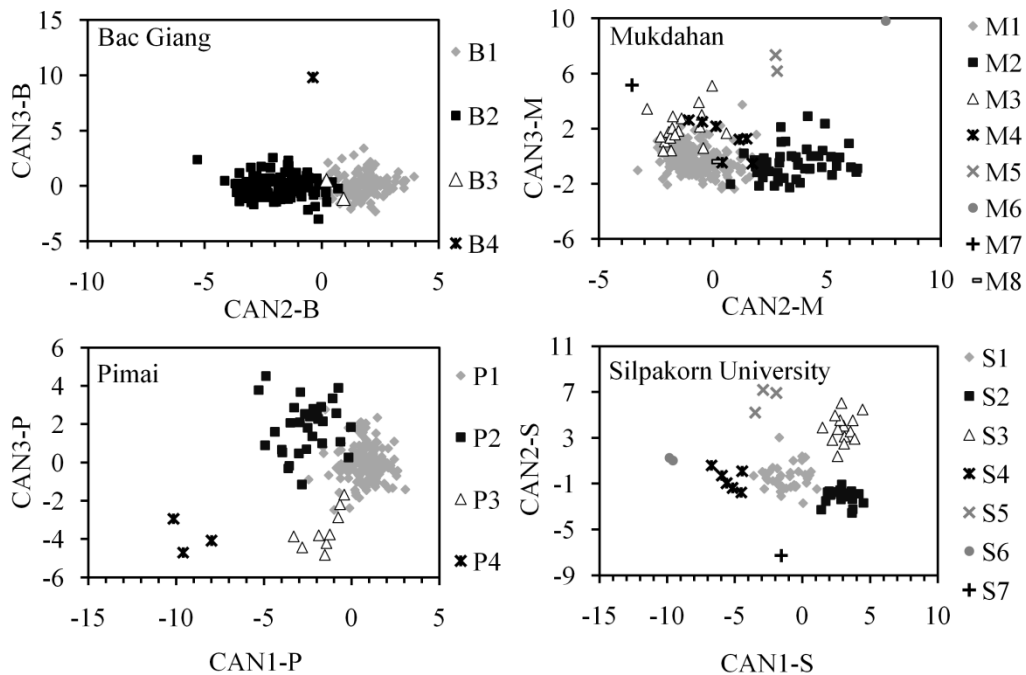 Bac Giang
15
10
5
0
-5
-10
-5
0
5
CAN3-B
CAN2-B
B1
B2
B3
B4
Mukdahan
10
6
2
-2
-6
-5
0
5
10
CAN3-M
CAN2-M
M1
M2
M3
M4
M5
M6
M7
M8
Pimai
6
4
2
0
-2
-4
-6
-15
-10
-5
0
5
CAN3-P
CAN1-P
P1
P2
P3
P4
Silpakorn University
11
7
3
-1
-5
-9
-15
-10
-5
0
5
10
CAN2-S
CAN1-S
S1
S2
S3
S4
S5
S6
S7